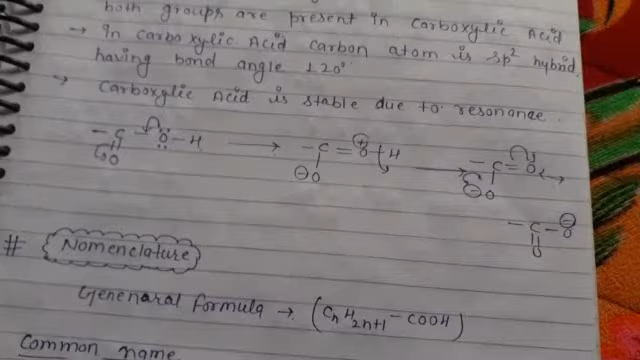 both groups are present in Carboxylic Acid
→ In carboxylic Acid carbon atom is sp² hybrid.
having bond angle 120°
→ Carboxylic Acid is stable due to resonance.
# Nomenclature
Genenaral formula → (CnH2n+1 - COOH)
Common name